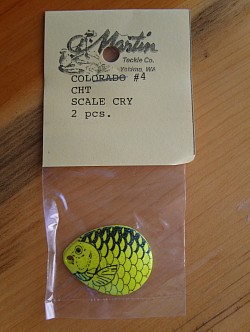 Martin
Tackle Co.
Yakima, WA
COLORADO #4
CHT
SCALE CRY
2 pcs.